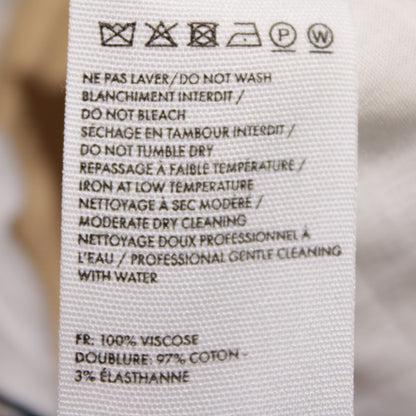 P W
NE PAS LAVER/DO NOT WASH
BLANCHIMENT INTERDIT /
DO NOT BLEACH
SÉCHAGE EN TAMBOUR INTERDIT /
DO NOT TUMBLE DRY
REPASSAGE À FAIBLE TEMPÉRATURE /
IRON AT LOW TEMPERATURE
NETTOYAGE À SEC MODÉRÉ /
MODERATE DRY CLEANING
NETTOYAGE DOUX PROFESSIONNEL À
L'EAU / PROFESSIONAL GENTLE CLEANING
WITH WATER
FR: 100% VISCOSE
DOUBLURE: 97% COTON -
3% ÉLASTHANNE